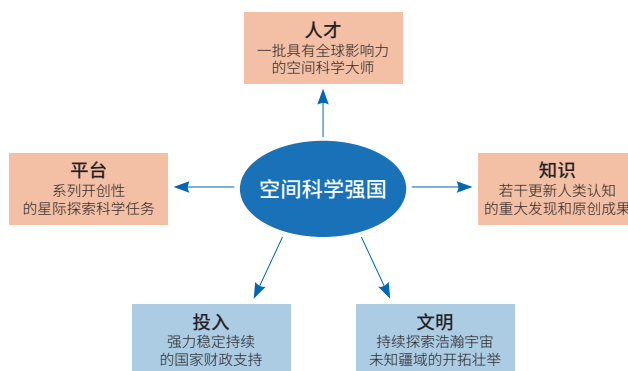 人才
一批具有全球影响力
的空间科学大师
平台
系列开创性
的星际探索科学任务
空间科学强国
知识
若干更新人类认知
的重大发现和原创成果
投入
强力稳定持续
的国家财政支持
文明
持续探索浩瀚宇宙
未知疆域的开拓壮举